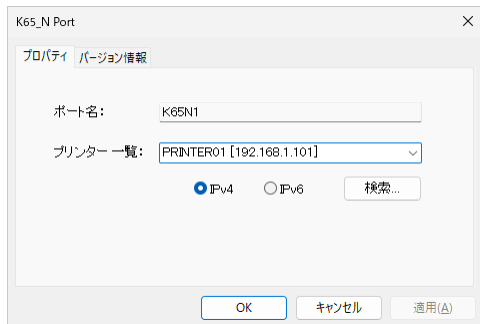 K65_N Port
プロパティ バージョン情報
ポート名: K65N1
プリンター 一覧: PRINTER01 [192.168.1.101]
IPv4 IPv6 検索...
OK キャンセル 適用(A)